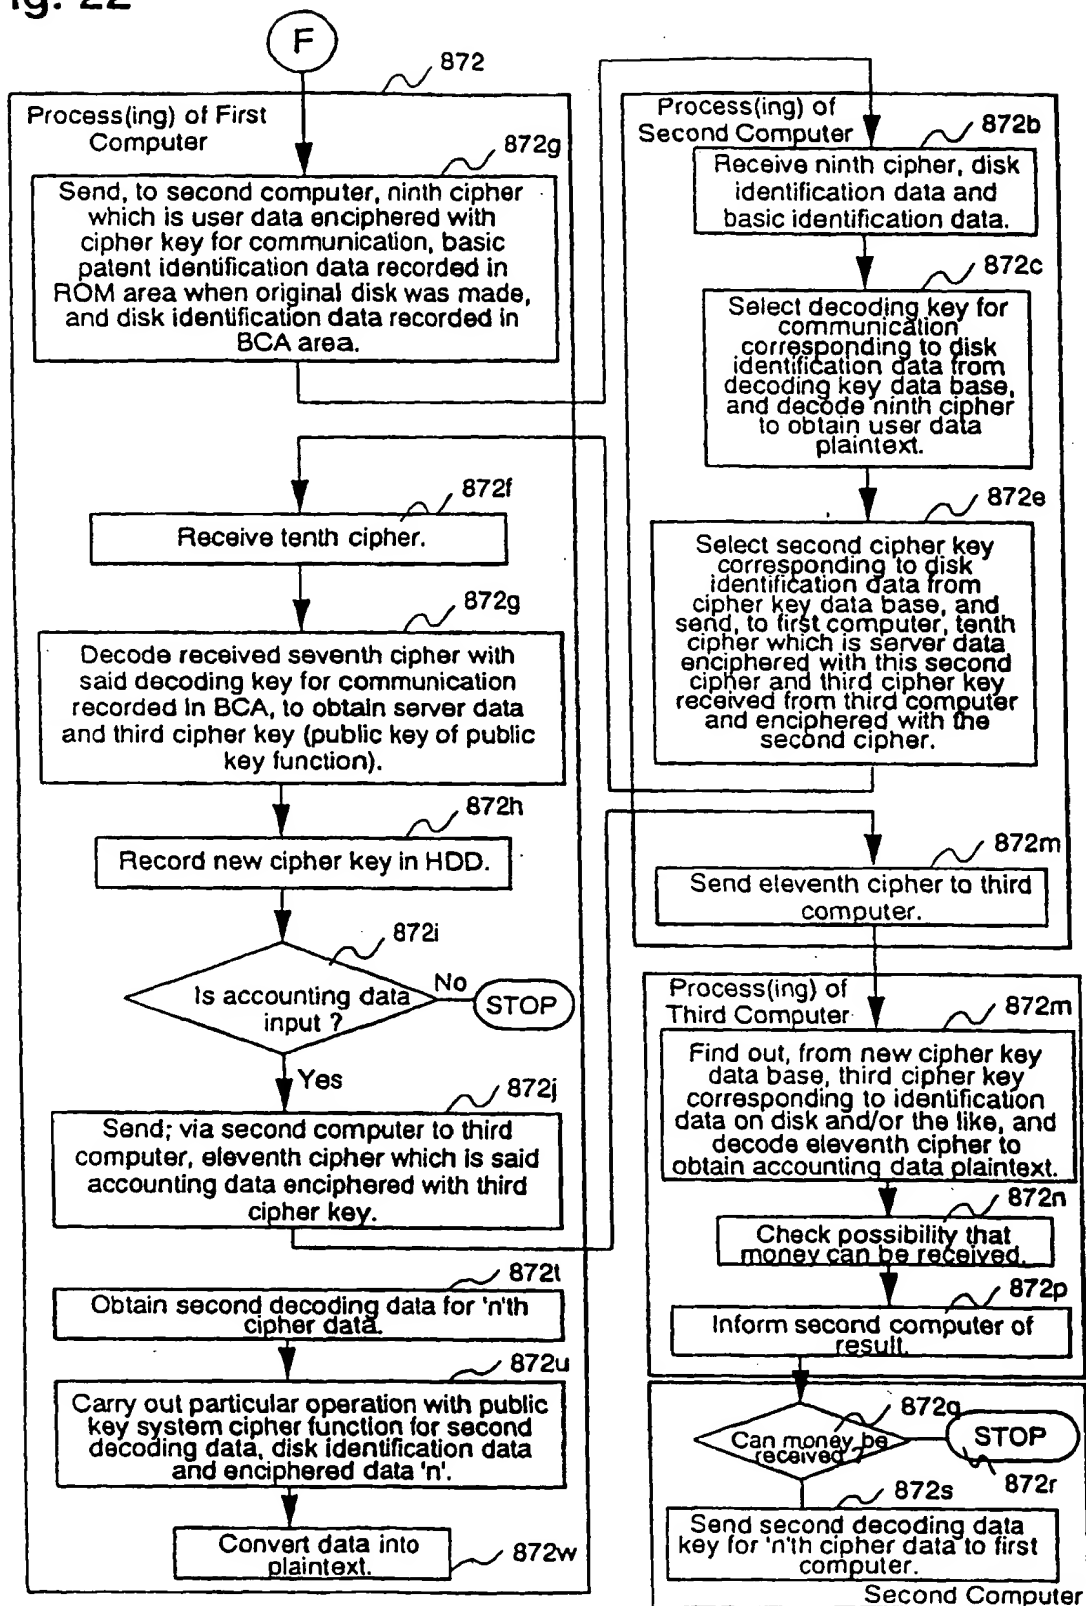 Fig. 22
F
872
Process(ing) of First
Computer
872g
Send, to second computer, ninth cipher
which is user data enciphered with
cipher key for communication, basic
patent identification data recorded in
ROM area when original disk was made,
and disk identification data recorded in
BCA area.
872f
Receive tenth cipher.
872g
Decode received seventh cipher with
said decoding key for communication
recorded in BCA, to obtain server data
and third cipher key (public key of public
key function).
872h
Record new cipher key in HDD.
872i
Is accounting data
input ?
No
STOP
Yes
872j
Send; via second computer to third
computer, eleventh cipher which is said
accounting data enciphered with third
cipher key.
872t
Obtain second decoding data for 'n'th
cipher data.
872u
Carry out particular operation with public
key system cipher function for second
decoding data, disk identification data
and enciphered data 'n'.
Convert data into
plaintext.
872w
Process(ing) of
Second Computer
872b
Receive ninth cipher, disk
identification data and
basic identification data.
872c
Select decoding key for
communication
corresponding to disk
identification data from
decoding key data base,
and decode ninth cipher
to obtain user data
plaintext.
872e
Select second cipher key
corresponding to disk
identification data from
cipher key data base, and
send, to first computer, tenth
cipher which is server data
enciphered with this second
cipher and third cipher key
received from third computer
and enciphered with the
second cipher.
872m
Send eleventh cipher to third
computer.
Process(ing) of
Third Computer
872m
Find out, from new cipher key
data base, third cipher key
corresponding to identification
data on disk and/or the like, and
decode eleventh cipher to
obtain accounting data plaintext.
872n
Check possibility that
money can be received.
872p
Inform second computer of
result.
872q
Can money be
received ?
STOP
872r
872s
Send second decoding data
key for 'n'th cipher data to first
computer.
Second Computer